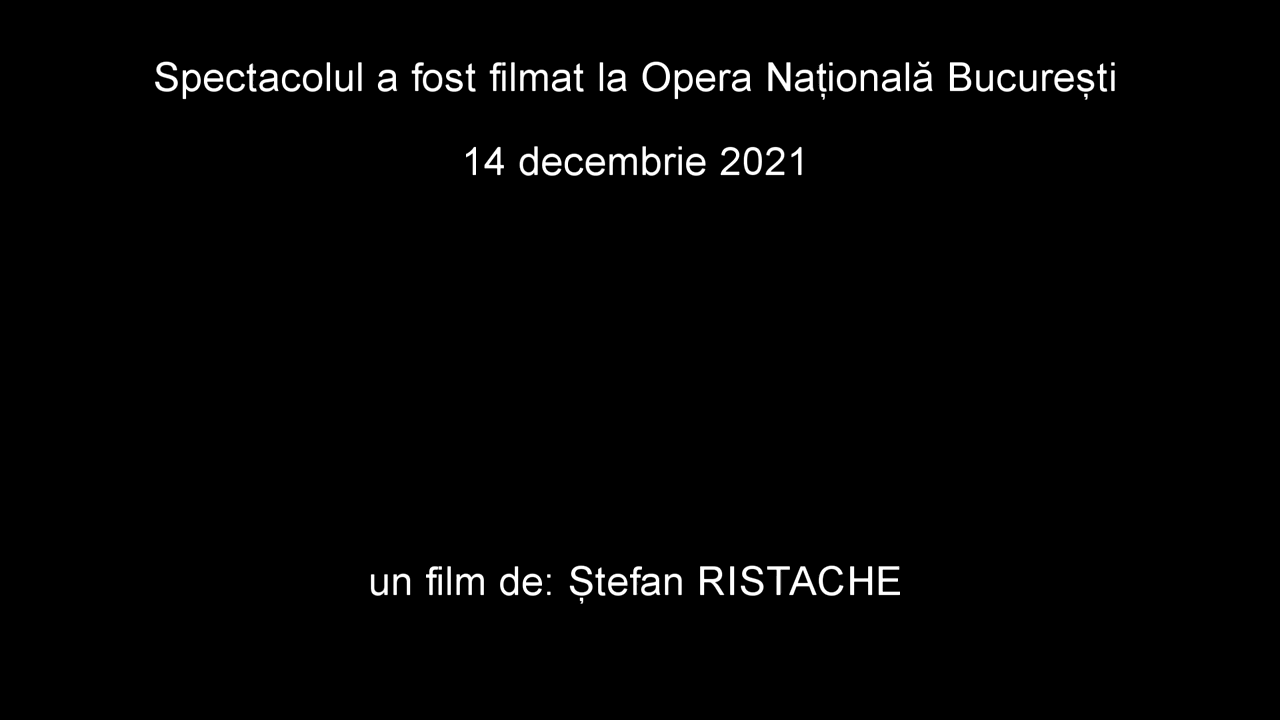 Spectacolul a fost filmat la Opera Națională București
14 decembrie 2021
un film de: Ștefan RISTACHE